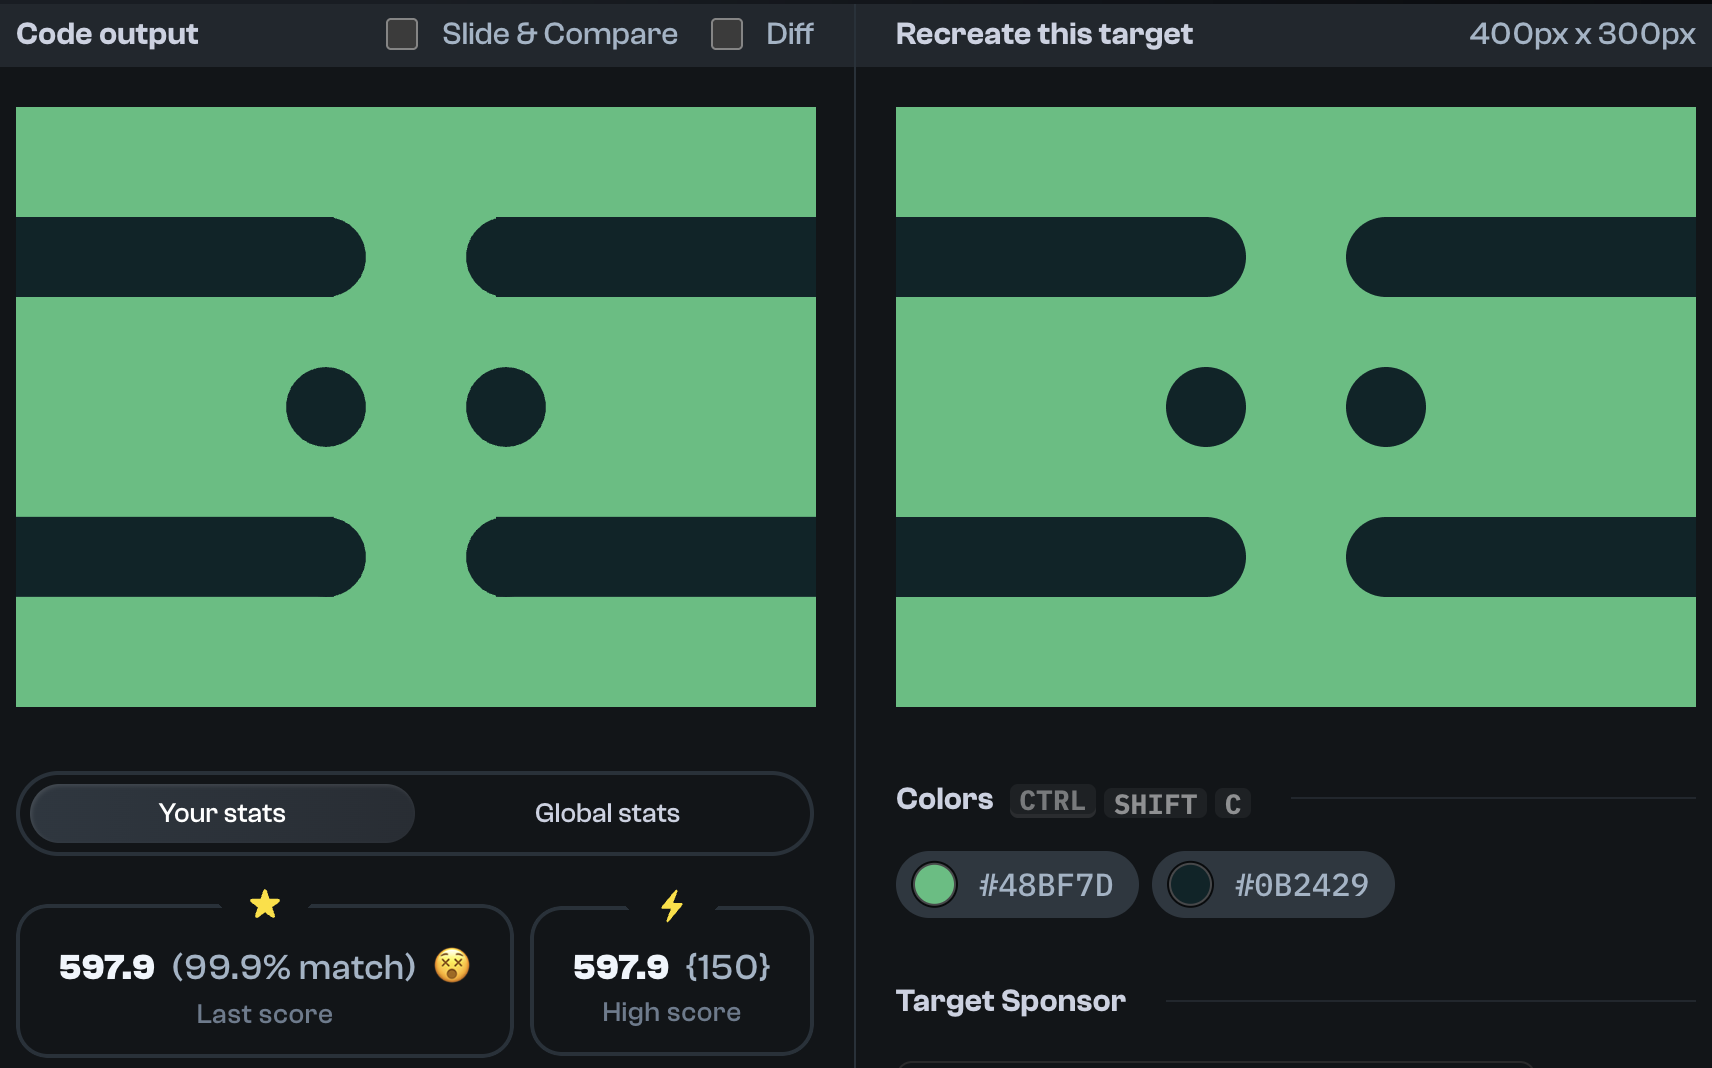 Code output
Slide & Compare
Diff
Recreate this target
400px x 300px
Your stats
Global stats
597.9 (99.9% match)
Last score
597.9 {150}
High score
Colors CTRL SHIFT C
#48BF7D
#0B2429
Target Sponsor